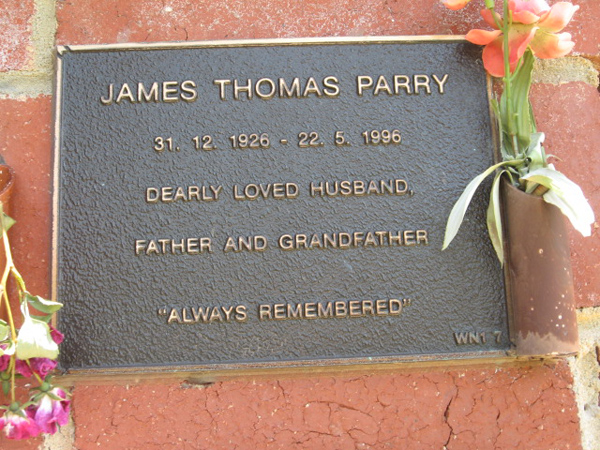 JAMES THOMAS PARRY
31. 12. 1926 - 22. 5. 1996
DEARLY LOVED HUSBAND,
FATHER AND GRANDFATHER
"ALWAYS REMEMBERED"
WN1 7